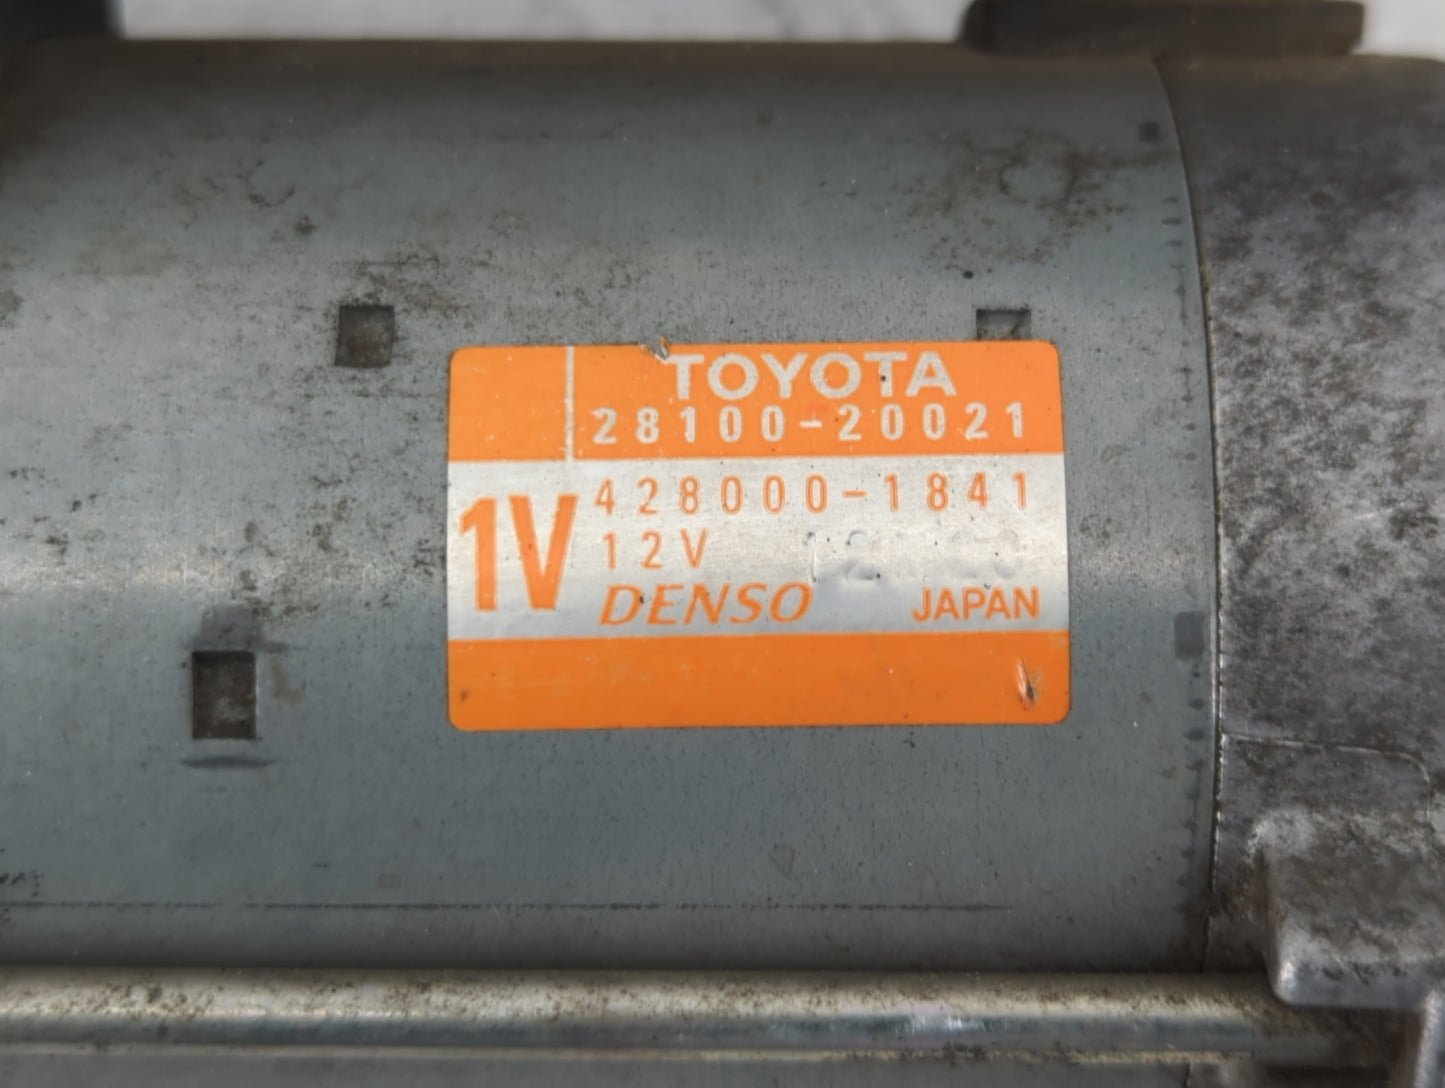 TOYOTA
28100-20021
1V
428000-1841
12V
DENSO JAPAN